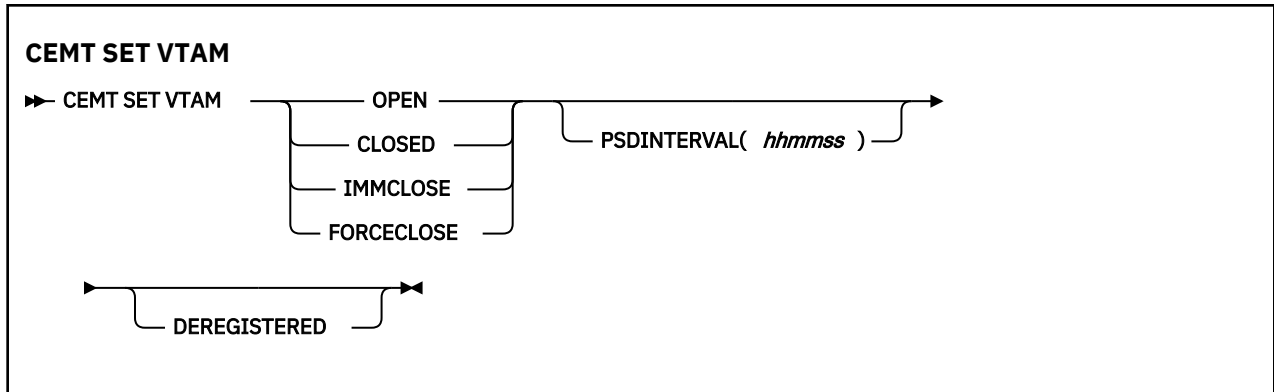 CEMT SET VTAM
CEMT SET VTAM
OPEN
CLOSED
IMMCLOSE
FORCECLOSE
PSDINTERVAL( hhmmss )
DEREGISTERED